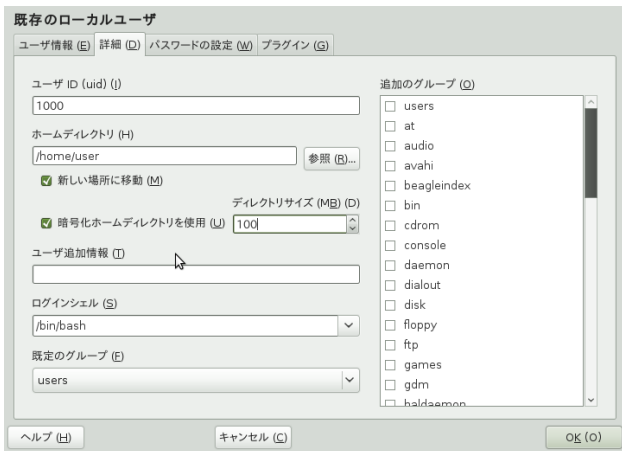 既存のローカルユーザ
ユーザ情報 (E) 詳細 (D) パスワードの設定 (W) プラグイン (G)
ユーザ ID (uid) (I)
1000
ホームディレクトリ (H)
/home/user 参照 (R)...
新しい場所に移動 (M)
ディレクトリサイズ (MB) (D)
暗号化ホームディレクトリを使用 (U) 100
ユーザ追加情報 (T)
ログインシェル (S)
/bin/bash
既定のグループ (F)
users
追加のグループ (O)
users
at
audio
avahi
beagleindex
bin
cdrom
console
daemon
dialout
disk
floppy
ftp
games
gdm
haldaemon
ヘルプ (H) キャンセル (C) OK (O)